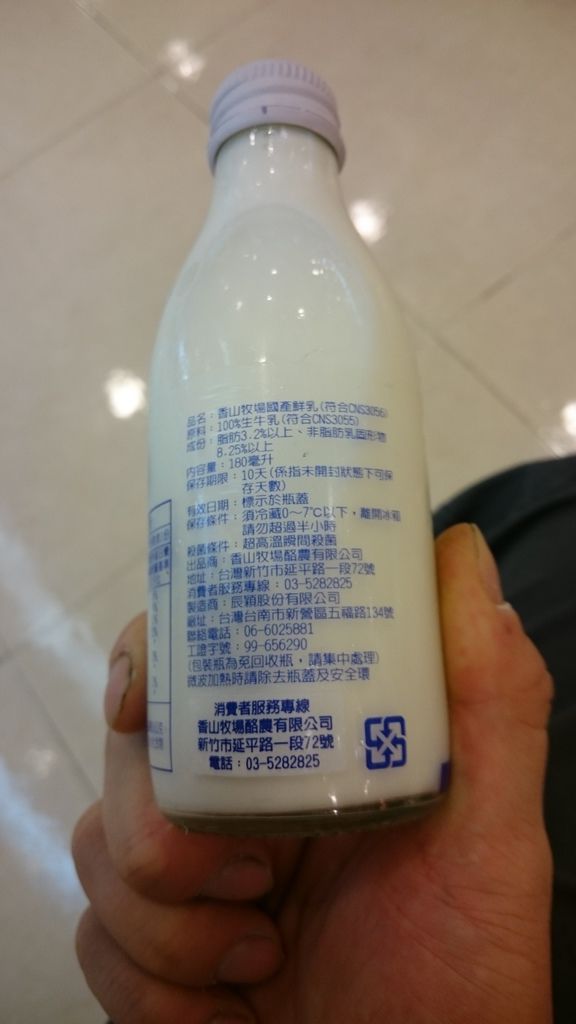 品名：香山牧場國產鮮乳(符合CNS3056)
原料：100%生牛乳(符合CNS3055)
成份：脂肪3.2%以上、非脂肪乳固形物
8.25%以上
內容量：180毫升
保存期限：10天(係指未開封狀態下可保
存天數)
有效日期：標示於瓶蓋
保存條件：須冷藏0～7℃以下，離開冰箱
請勿超過半小時
殺菌條件：超高溫瞬間殺菌
出品商：香山牧場酪農有限公司
地址：台灣新竹市延平路一段72號
消費者服務專線：03-5282825
製造商：辰穎股份有限公司
廠址：台灣台南市新營區五福路134號
聯絡電話：06-6025881
工證字號：99-656290
(包裝瓶為免回收瓶，請集中處理)
微波加熱時請除去瓶蓋及安全環
消費者服務專線
香山牧場酪農有限公司
新竹市延平路一段72號
電話：03-5282825